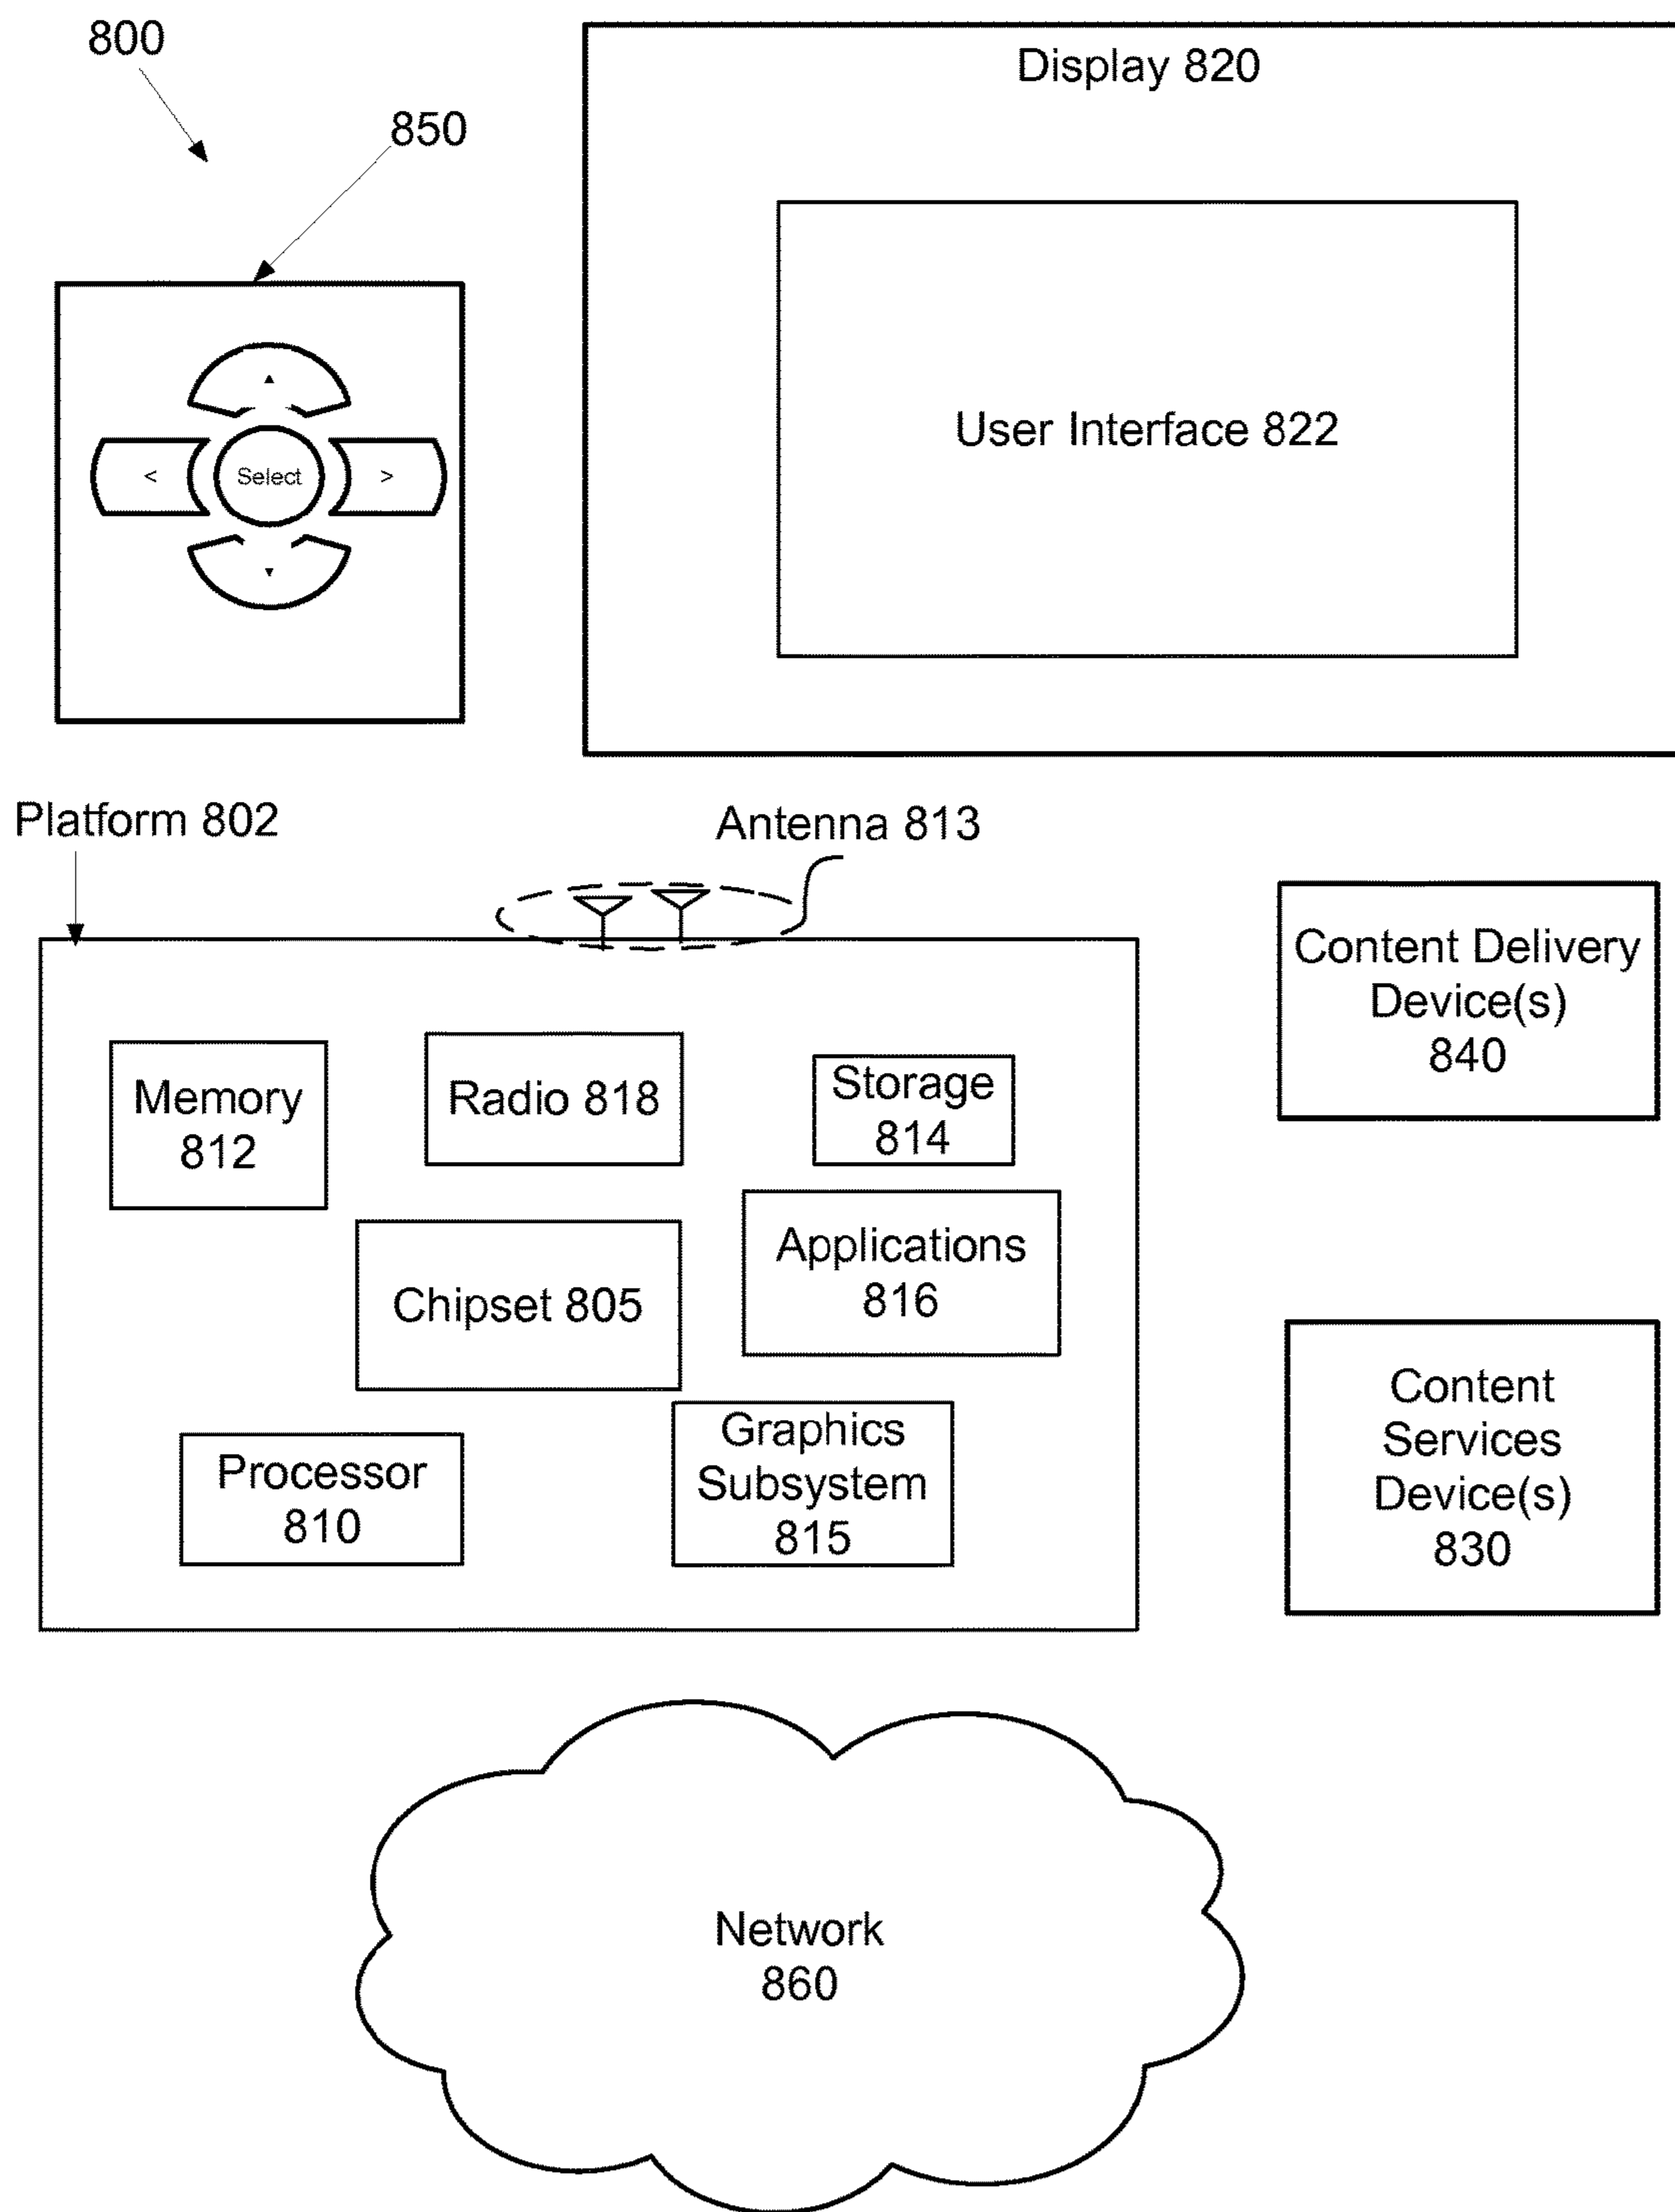 800
850
Display 820
User Interface 822
▲
<
Select
>
▼
Platform 802
Antenna 813
Memory
812
Radio 818
Storage
814
Chipset 805
Applications
816
Processor
810
Graphics
Subsystem
815
Content Delivery
Device(s)
840
Content
Services
Device(s)
830
Network
860